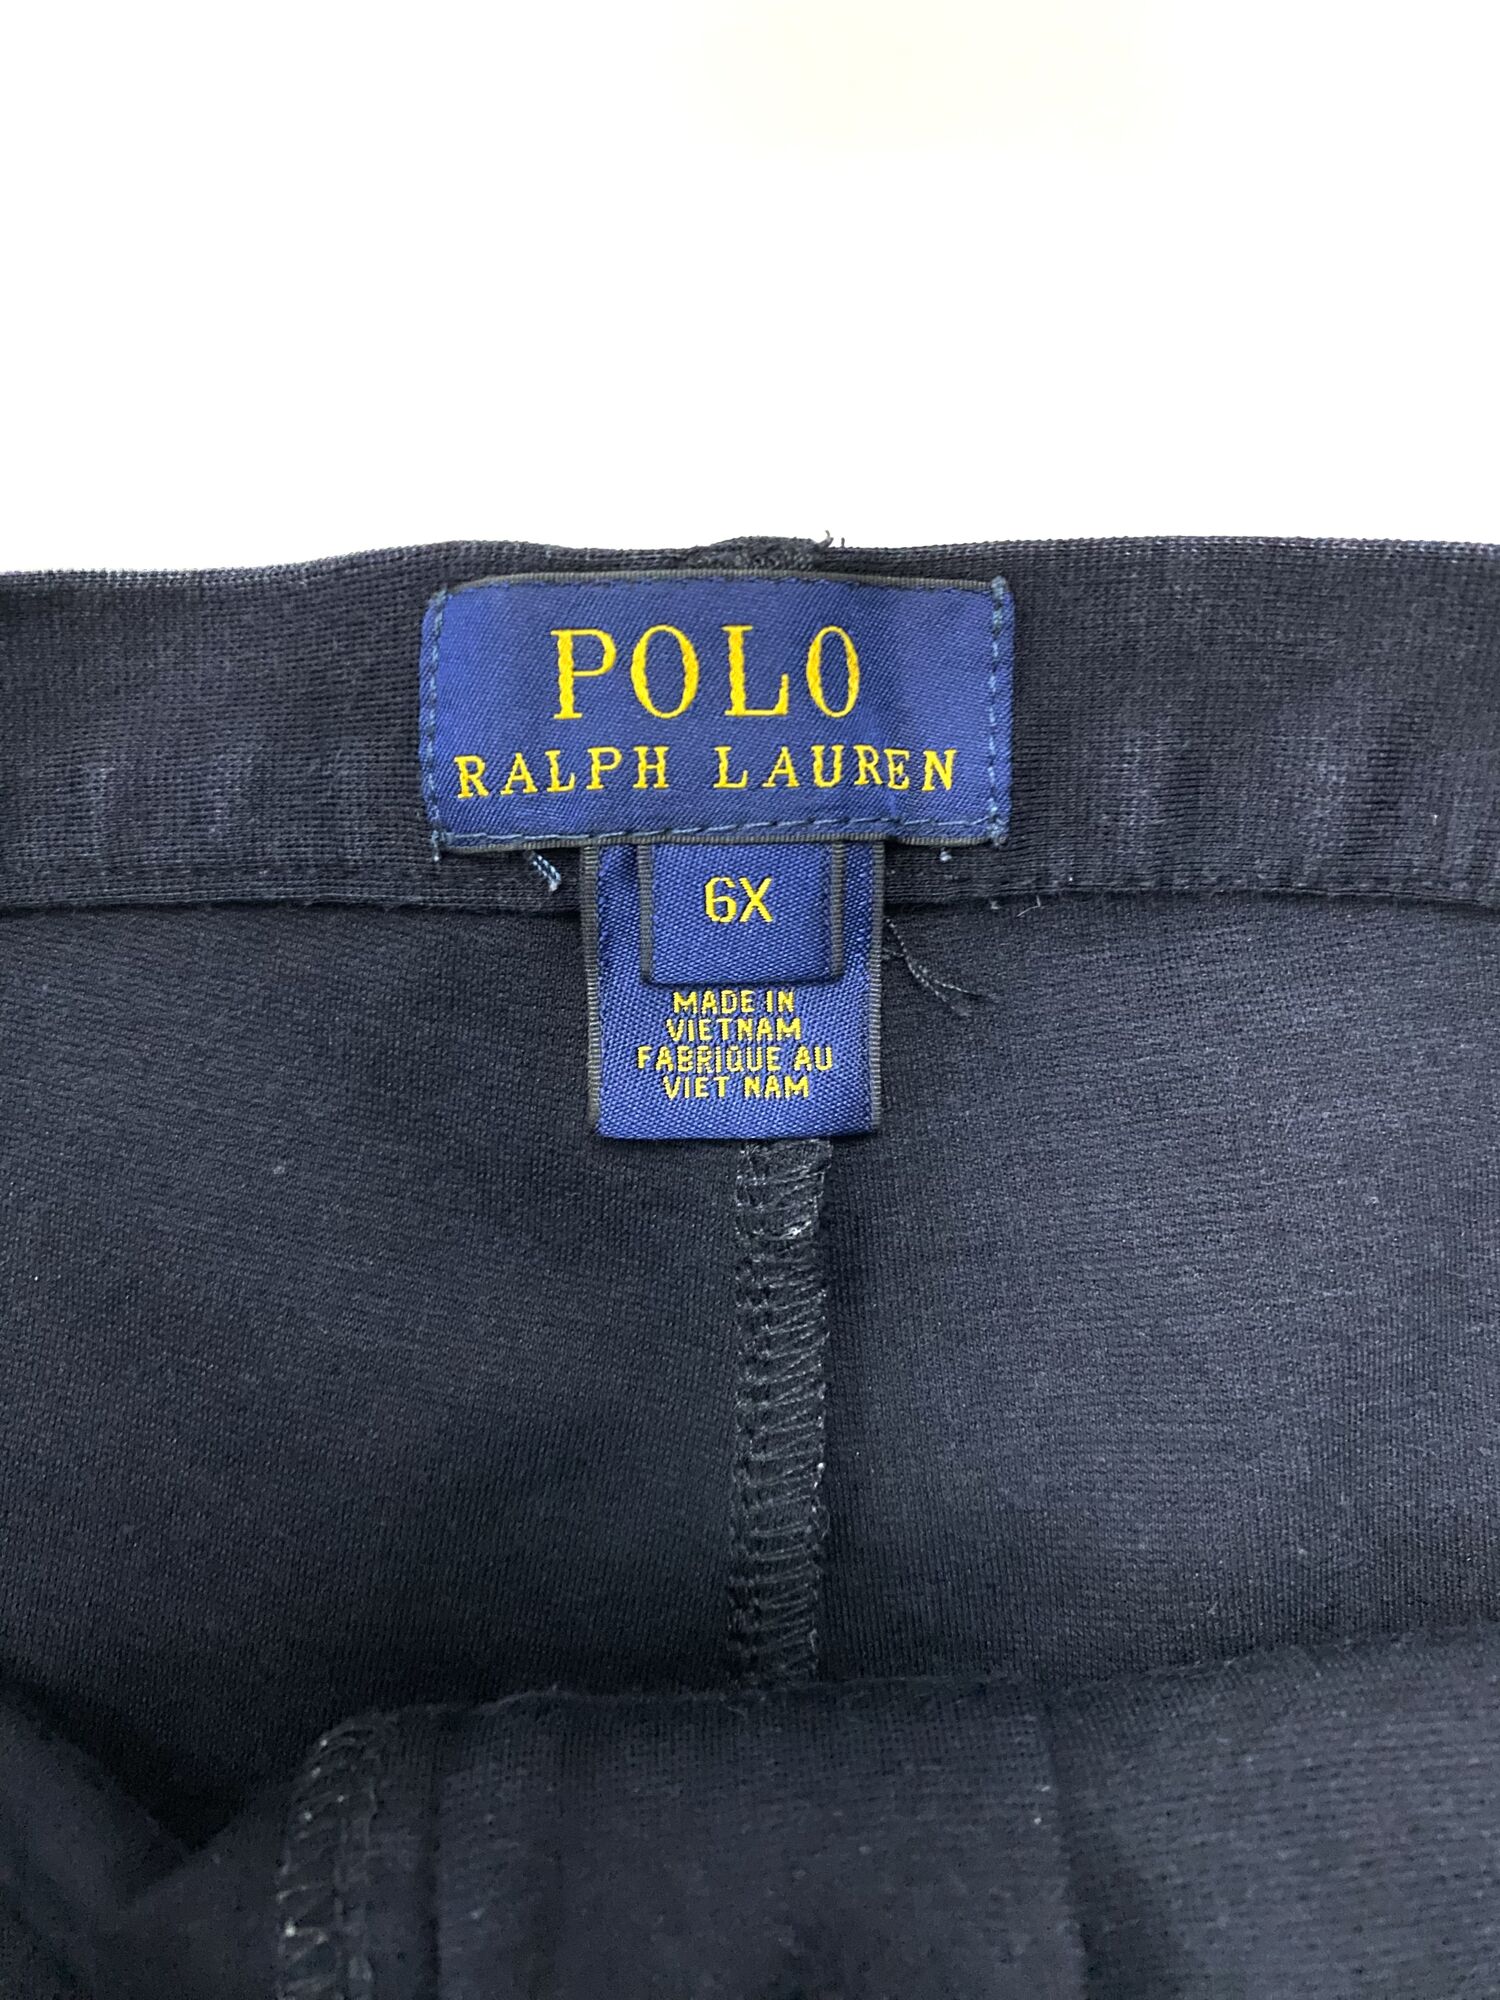 POLO
RALPH LAUREN
6X
MADE IN
VIETNAM
FABRIQUE AU
VIET NAM